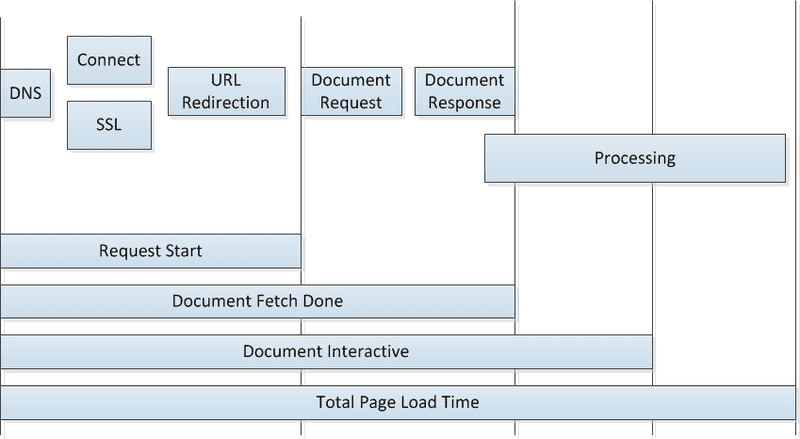 DNS
Connect
SSL
URL
Redirection
Document
Request
Document
Response
Processing
Request Start
Document Fetch Done
Document Interactive
Total Page Load Time